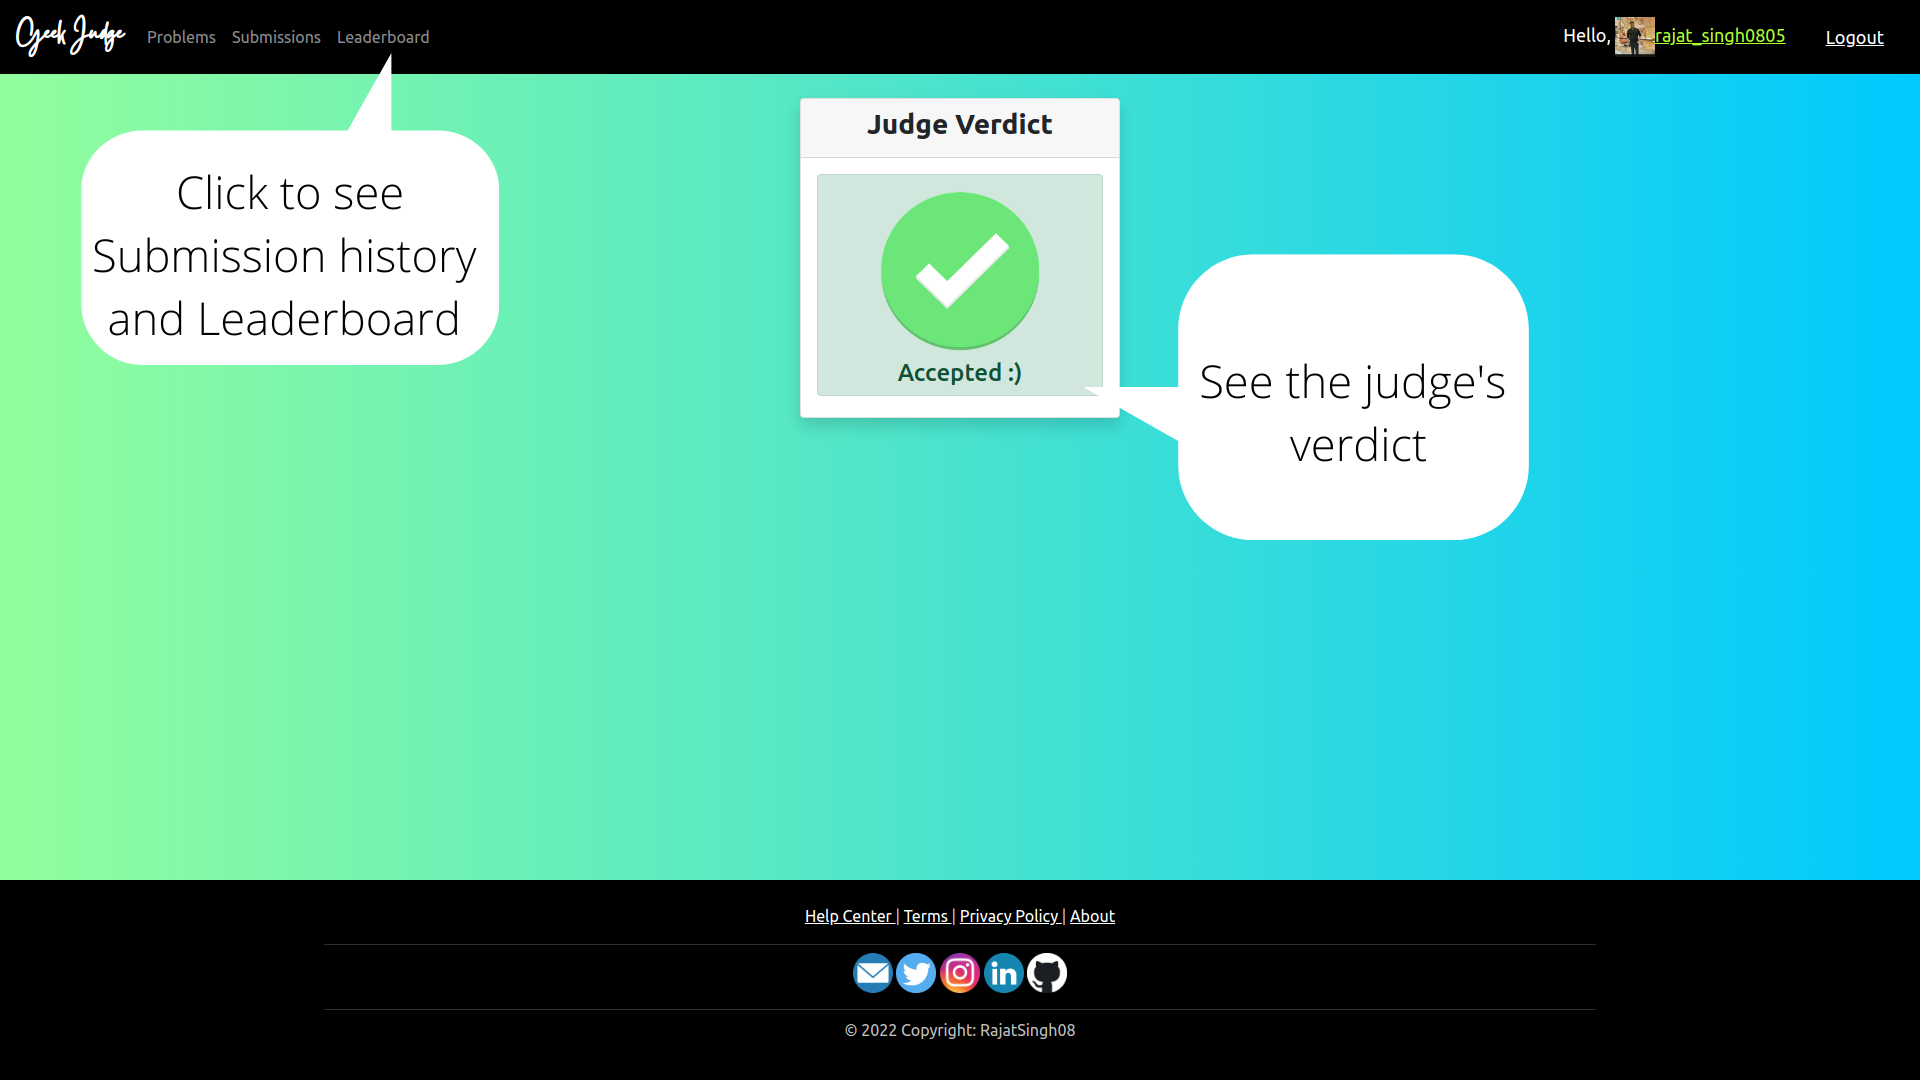 Geek Judge Problems Submissions Leaderboard Hello, rajat_singh0805 Logout
Judge Verdict
Click to see
Submission history
and Leaderboard
Accepted :)
See the judge's
verdict
Help Center | Terms | Privacy Policy | About
in
© 2022 Copyright: RajatSingh08